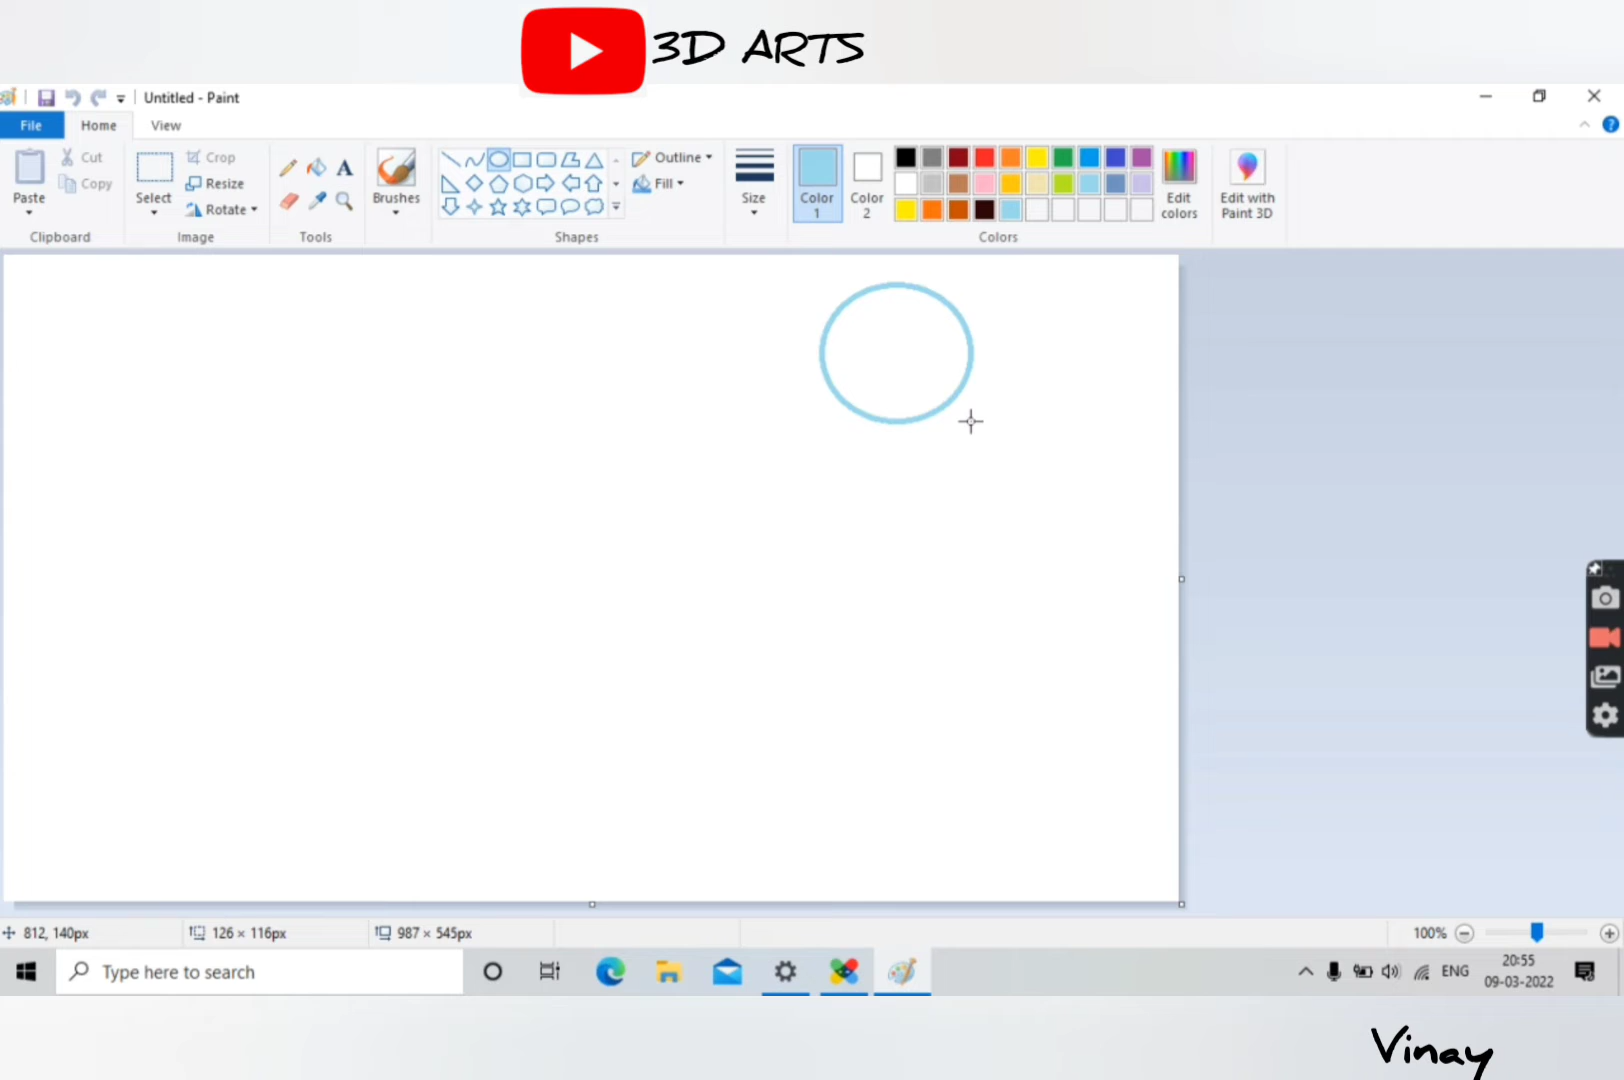 3D ARTS
Untitled - Paint
File Home View
Paste
Cut
Copy
Clipboard
Select
Crop
Resize
Rotate
Image
Tools
Brushes
Outline
Fill
Shapes
Size
Color 1
Color 2
Edit colors
Colors
Edit with Paint 3D
812, 140px 126 × 116px 987 × 545px 100%
Type here to search
ENG
20:55
09-03-2022
Vinay